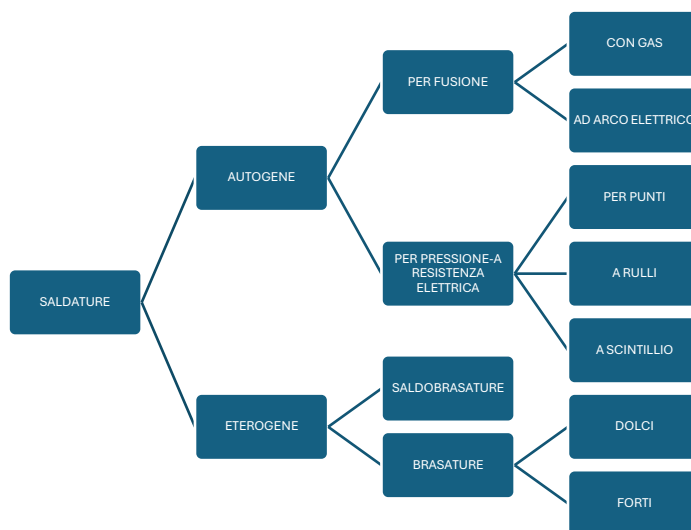 CON GAS
PER FUSIONE
AD ARCO ELETTRICO
AUTOGENE
PER PUNTI
PER PRESSIONE-A
RESISTENZA
ELETTRICA
A RULLI
SALDATURE
A SCINTILLIO
SALDOBRASATURE
ETEROGENE
DOLCI
BRASATURE
FORTI